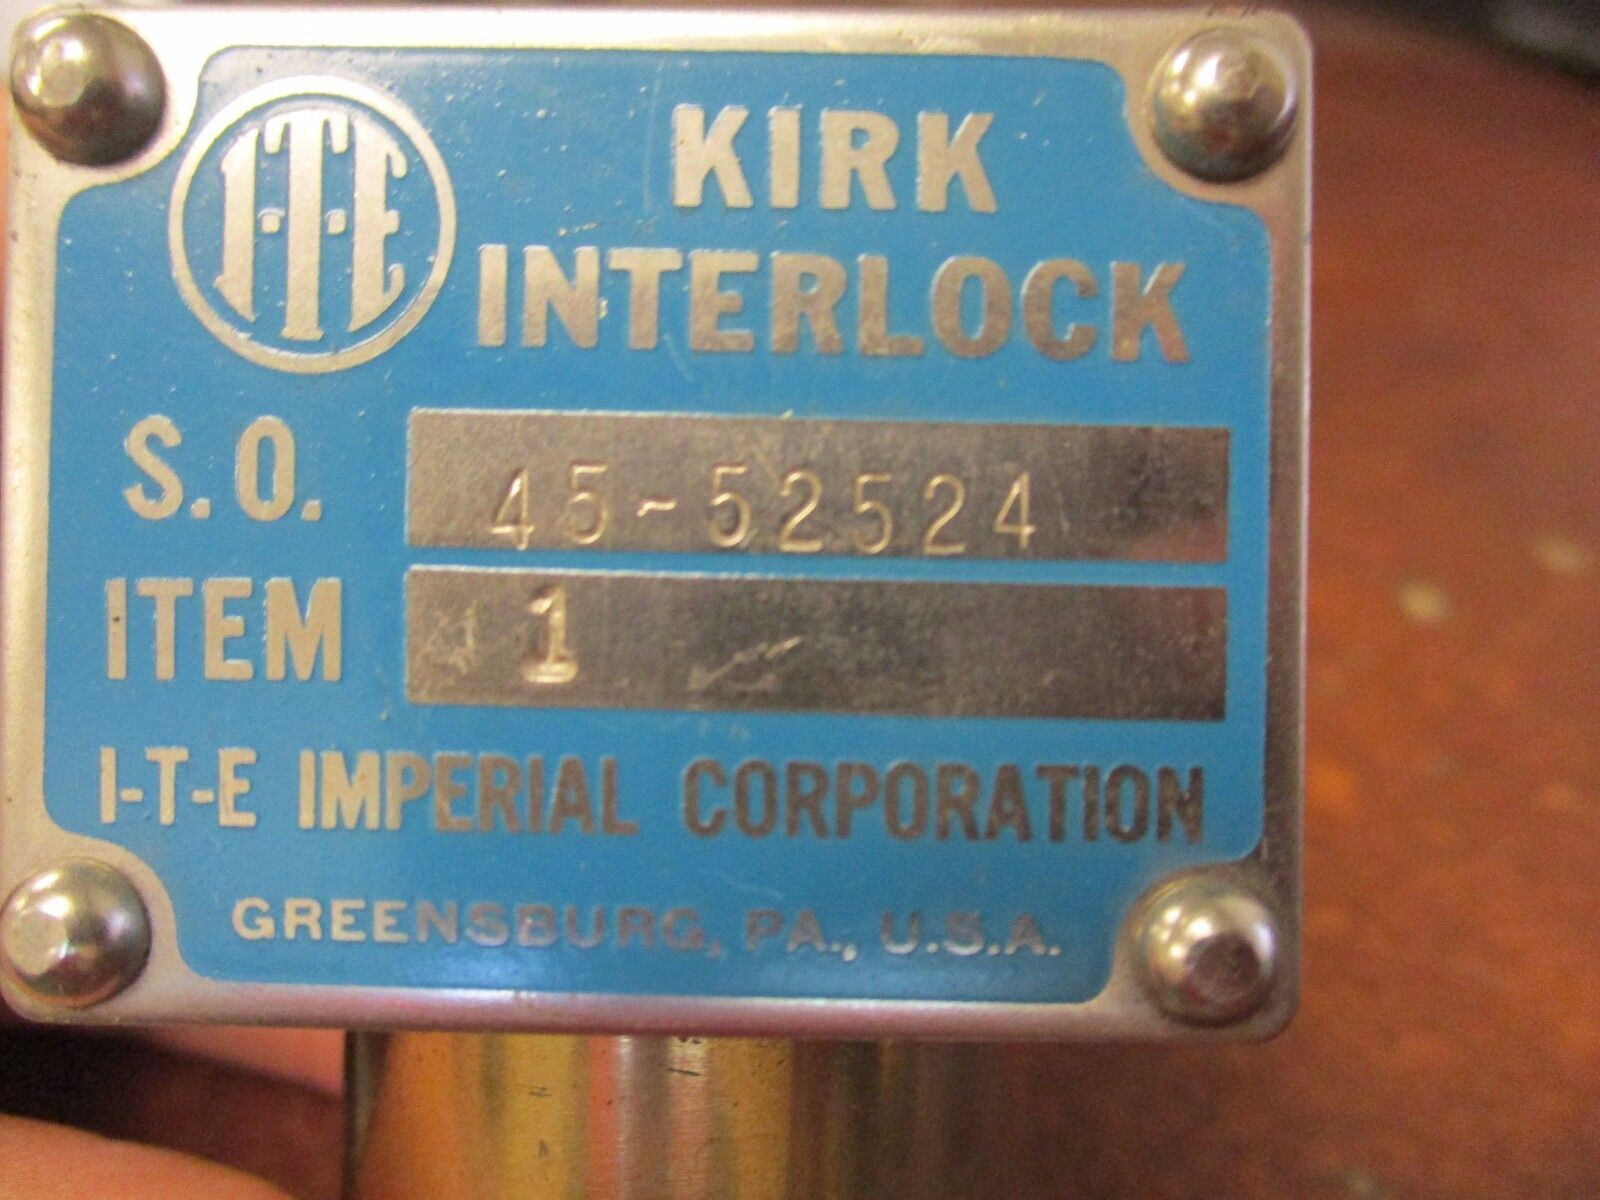 I-T-E
KIRK
INTERLOCK
S.O. 45-52524
ITEM 1
I-T-E IMPERIAL CORPORATION
GREENSBURG, PA., U.S.A.